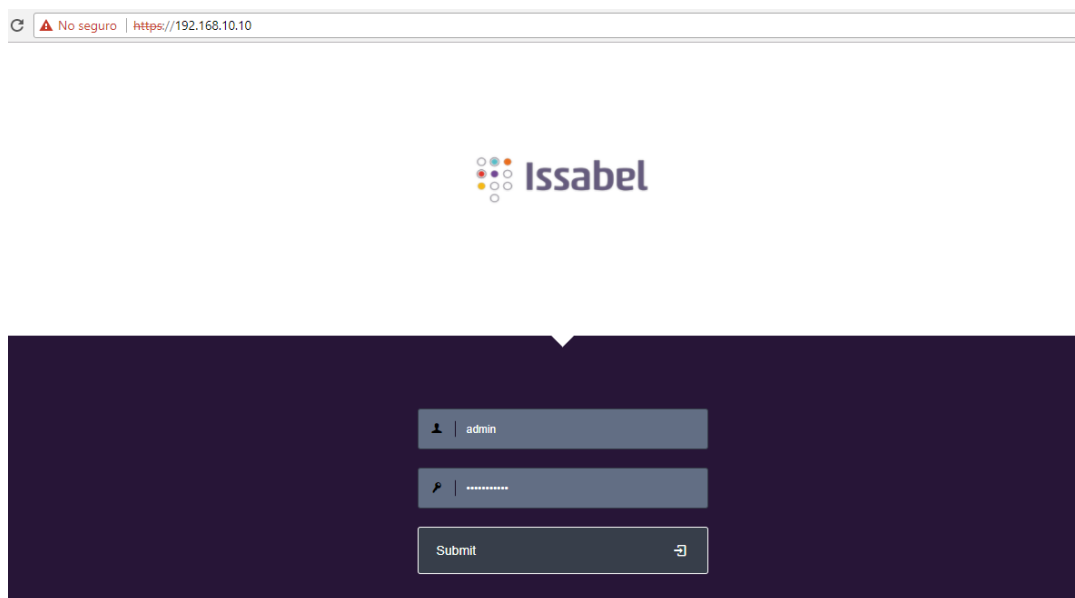 No seguro | https://192.168.10.10
Issabel
admin
•••••••••••
Submit